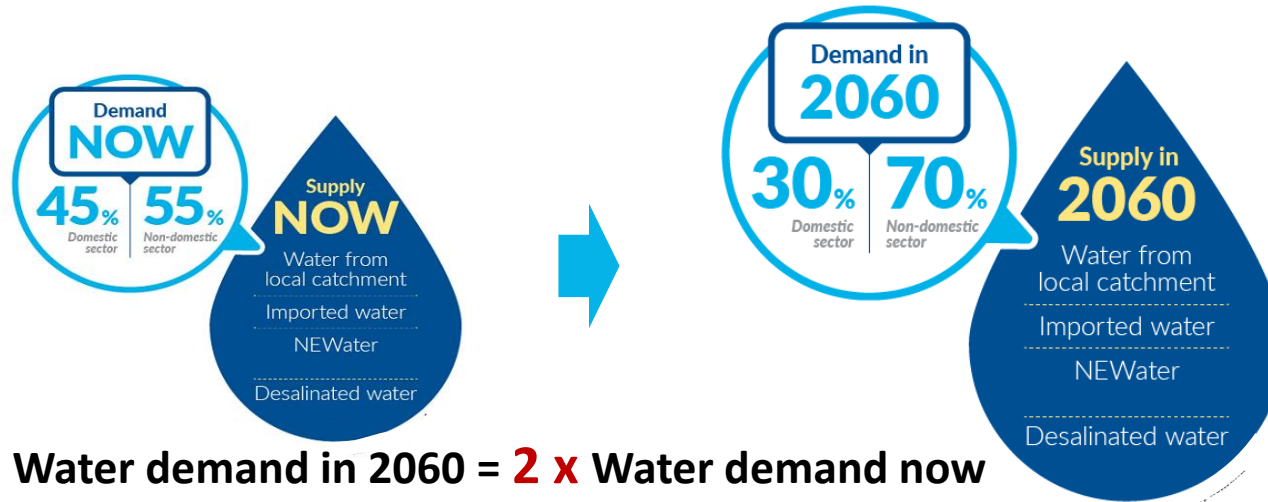 Demand
NOW
45% 55%
Domestic sector
Non-domestic sector
Supply
NOW
Water from
local catchment
Imported water
NEWater
Desalinated water
Demand in
2060
30% 70%
Domestic sector
Non-domestic sector
Supply in
2060
Water from
local catchment
Imported water
NEWater
Desalinated water
Water demand in 2060 = 2 x Water demand now